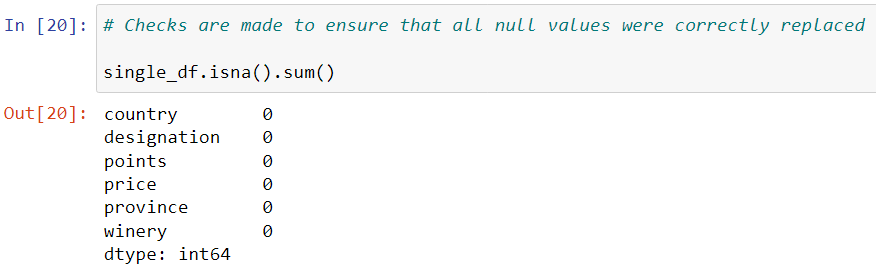 In [20]: # Checks are made to ensure that all null values were correctly replaced
single_df.isna().sum()
Out[20]: country 0
designation 0
points 0
price 0
province 0
winery 0
dtype: int64